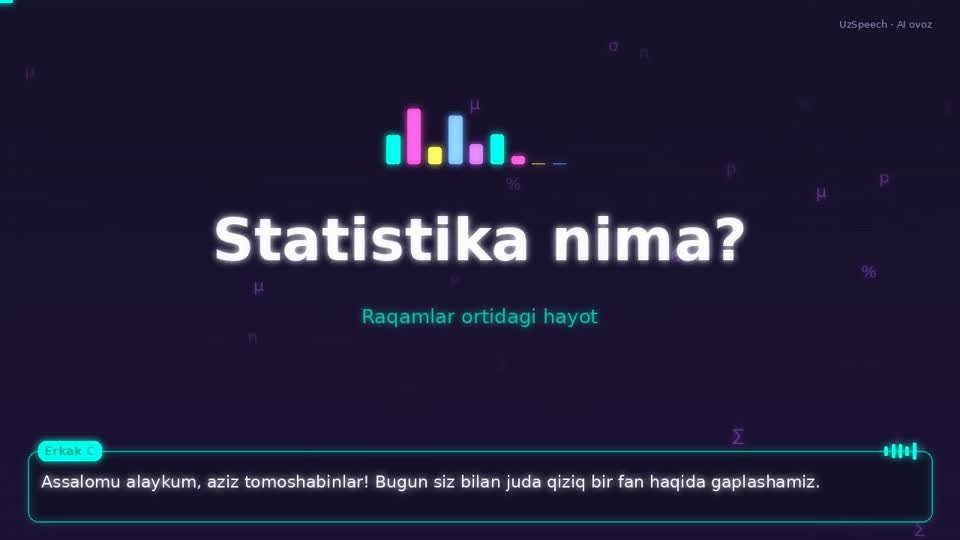 UzSpeech · AI ovoz
Statistika nima?
Raqamlar ortidagi hayot
Erkak C
Assalomu alaykum, aziz tomoshabinlar! Bugun siz bilan juda qiziq bir fan haqida gaplashamiz.